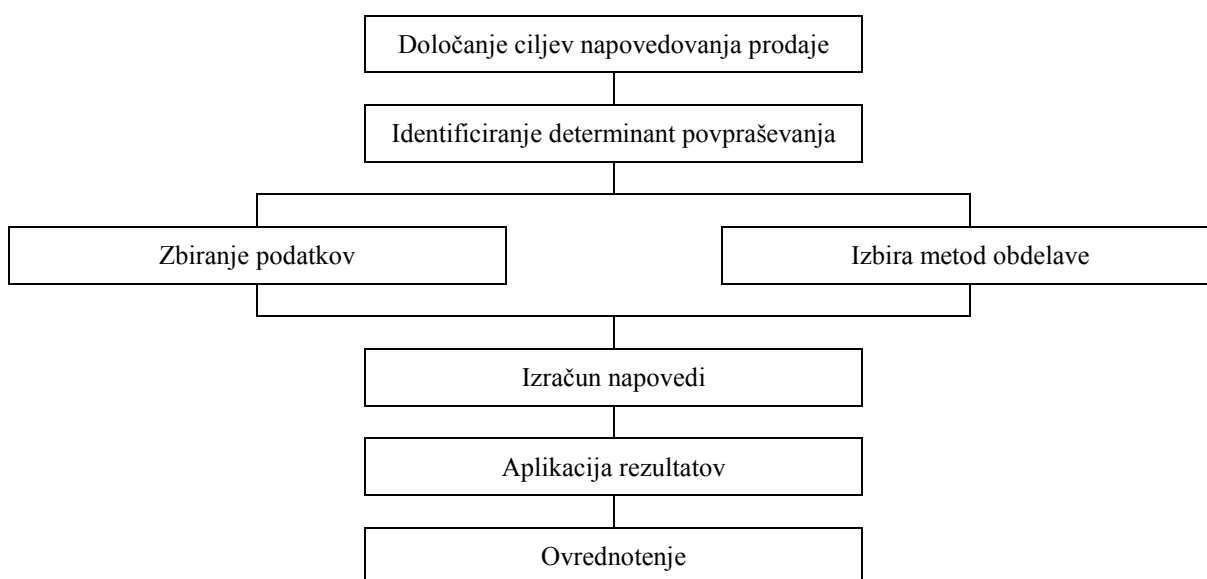 Določanje ciljev napovedovanja prodaje
Identificiranje determinant povpraševanja
Zbiranje podatkov
Izbira metod obdelave
Izračun napovedi
Aplikacija rezultatov
Ovrednotenje